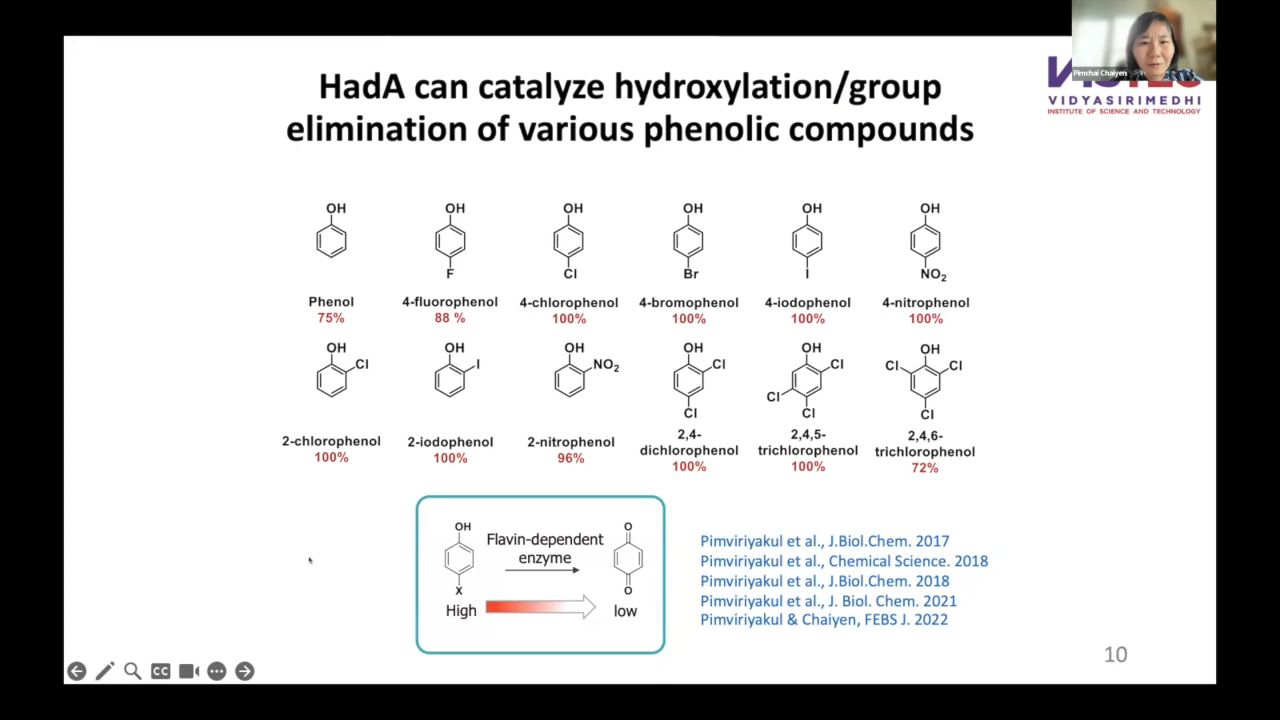 HadA can catalyze hydroxylation/group
elimination of various phenolic compounds
Pimchai Chaiyen
VIDYASIRIMEDHI
INSTITUTE OF SCIENCE AND TECHNOLOGY
OH OH OH OH OH OH
F Cl Br I NO2
Phenol 4-fluorophenol 4-chlorophenol 4-bromophenol 4-iodophenol 4-nitrophenol
75% 88 % 100% 100% 100% 100%
OH OH OH OH OH OH
Cl I NO2 Cl Cl Cl Cl
Cl Cl Cl Cl
2-chlorophenol 2-iodophenol 2-nitrophenol 2,4-dichlorophenol 2,4,5-trichlorophenol 2,4,6-trichlorophenol
100% 100% 96% 100% 100% 72%
OH Flavin-dependent O
enzyme
X O
High low
Pimviriyakul et al., J.Biol.Chem. 2017
Pimviriyakul et al., Chemical Science. 2018
Pimviriyakul et al., J.Biol.Chem. 2018
Pimviriyakul et al., J. Biol. Chem. 2021
Pimviriyakul & Chaiyen, FEBS J. 2022
10
CC